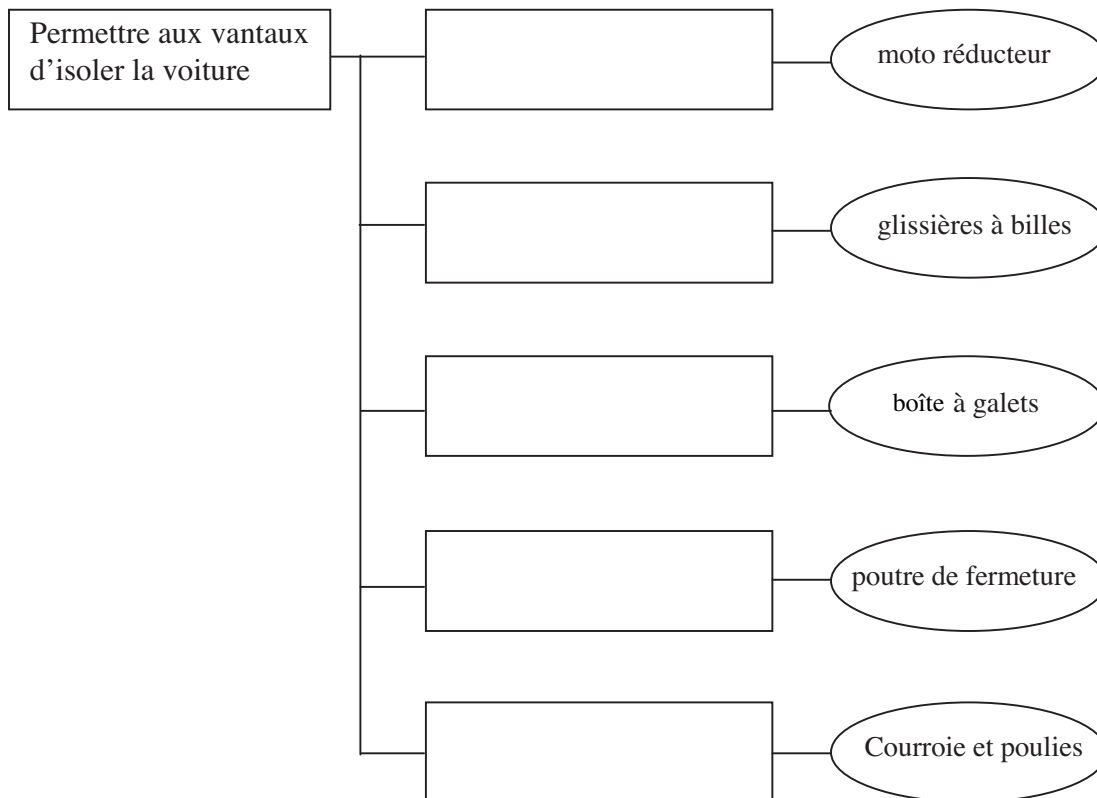 Permettre aux vantaux
d’isoler la voiture
moto réducteur
glissières à billes
boîte à galets
poutre de fermeture
Courroie et poulies